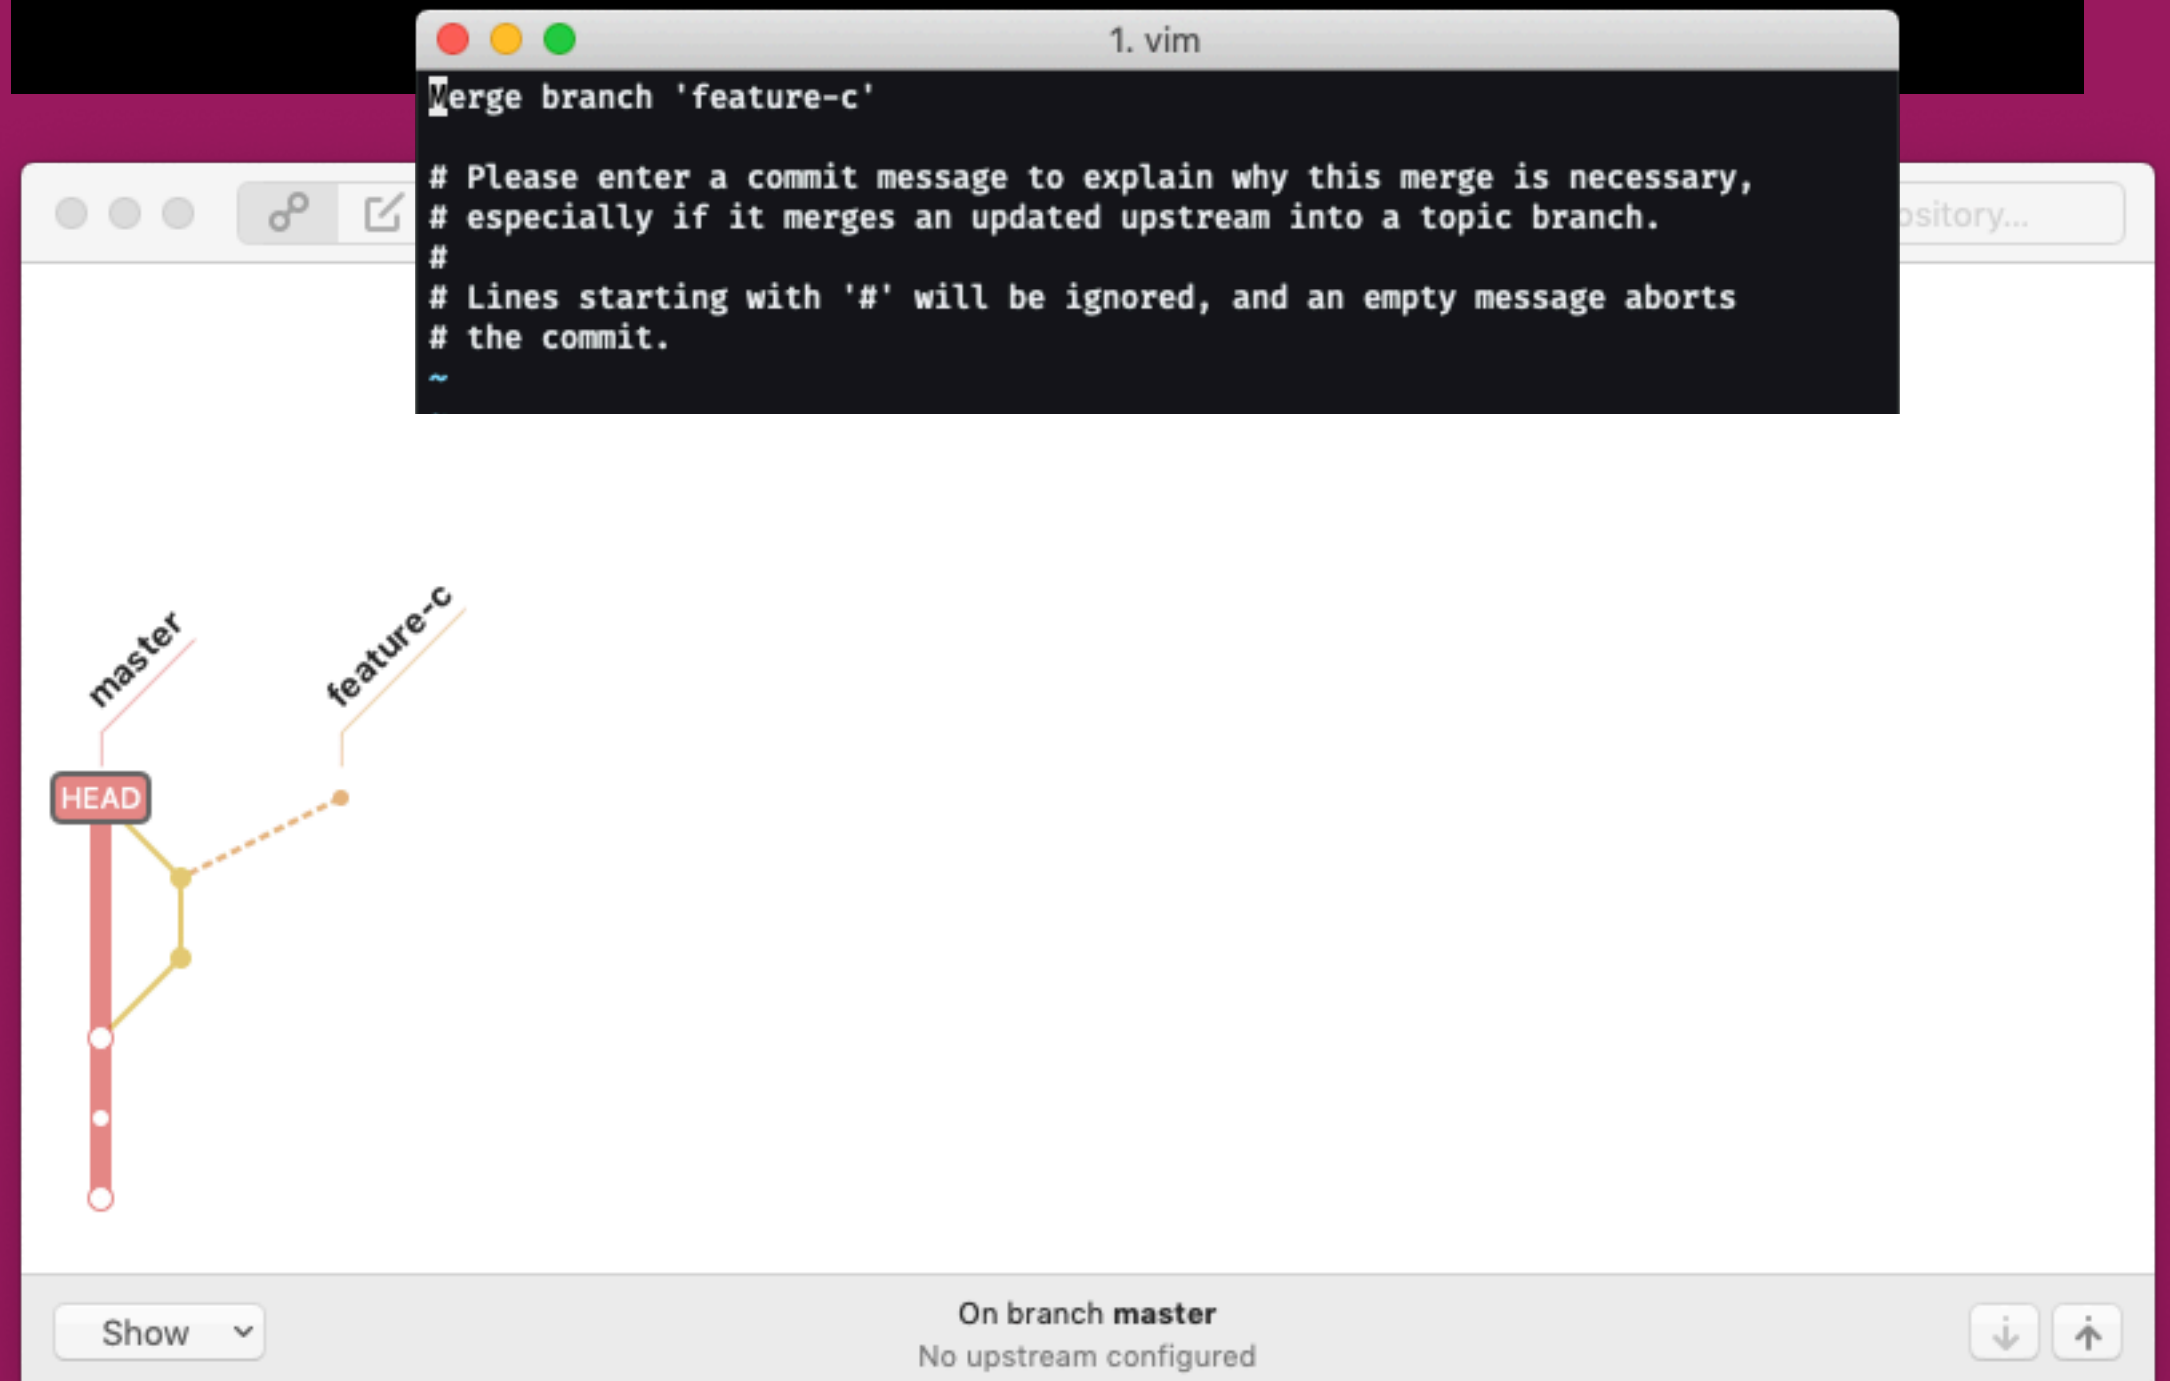 1. vim
Merge branch 'feature-c'
# Please enter a commit message to explain why this merge is necessary,
# especially if it merges an updated upstream into a topic branch.
#
# Lines starting with '#' will be ignored, and an empty message aborts
# the commit.
~
ository...
master
feature-c
HEAD
Show
On branch master
No upstream configured